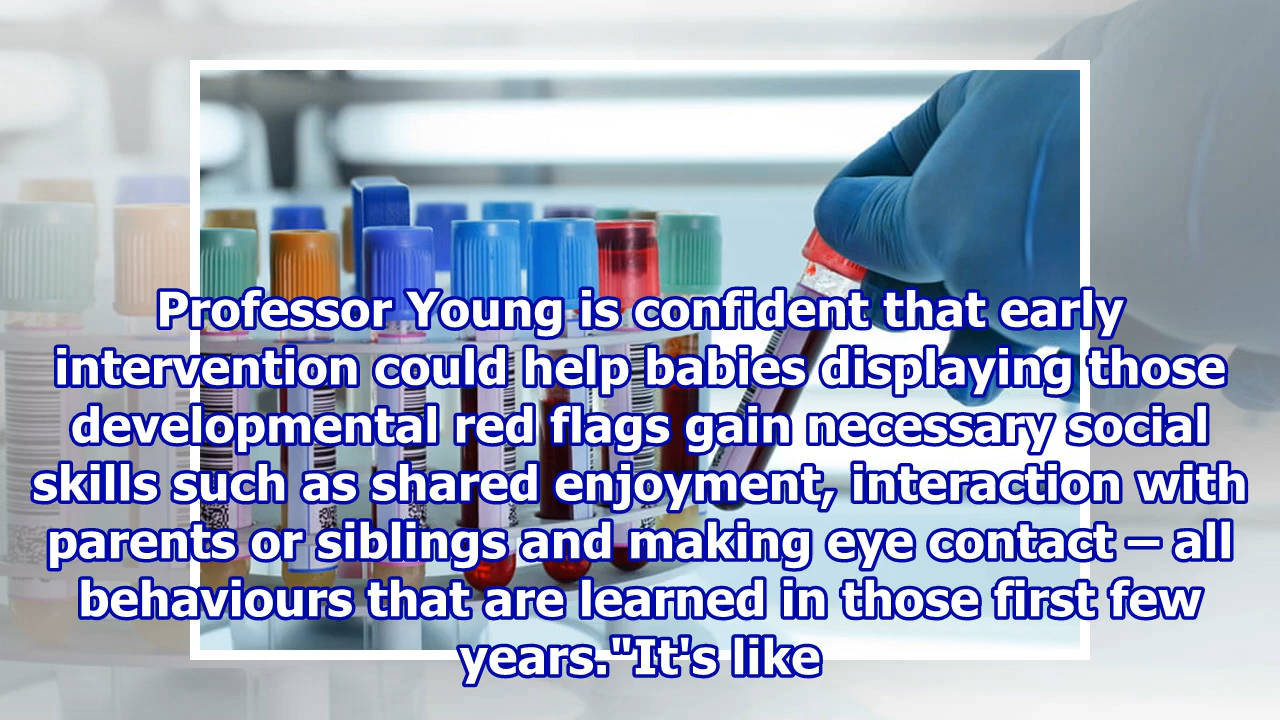 Professor Young is confident that early
intervention could help babies displaying those
developmental red flags gain necessary social
skills such as shared enjoyment, interaction with
parents or siblings and making eye contact – all
behaviours that are learned in those first few
years."It's like